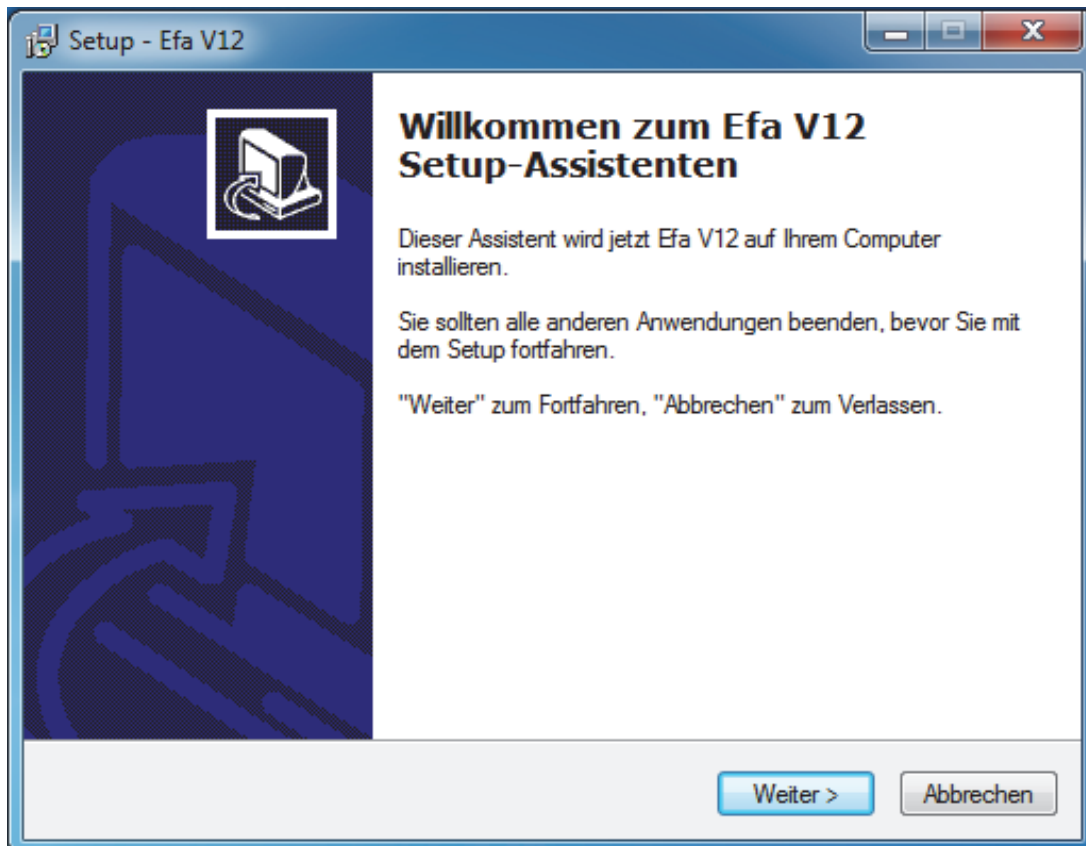 Setup - Efa V12
Willkommen zum Efa V12
Setup-Assistenten
Dieser Assistent wird jetzt Efa V12 auf Ihrem Computer
installieren.
Sie sollten alle anderen Anwendungen beenden, bevor Sie mit
dem Setup fortfahren.
"Weiter" zum Fortfahren, "Abbrechen" zum Verlassen.
Weiter >
Abbrechen